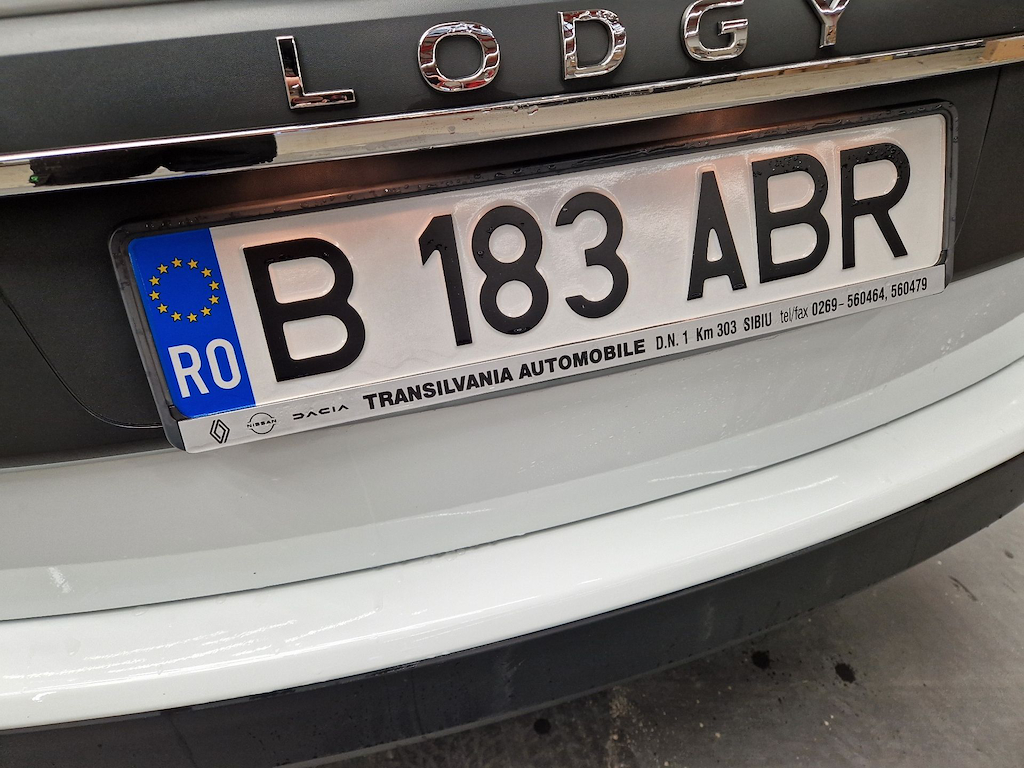 LODGY
RO
B 183 ABR
NISSAN DACIA TRANSILVANIA AUTOMOBILE D.N. 1 Km 303 SIBIU tel/fax 0269- 560464, 560479